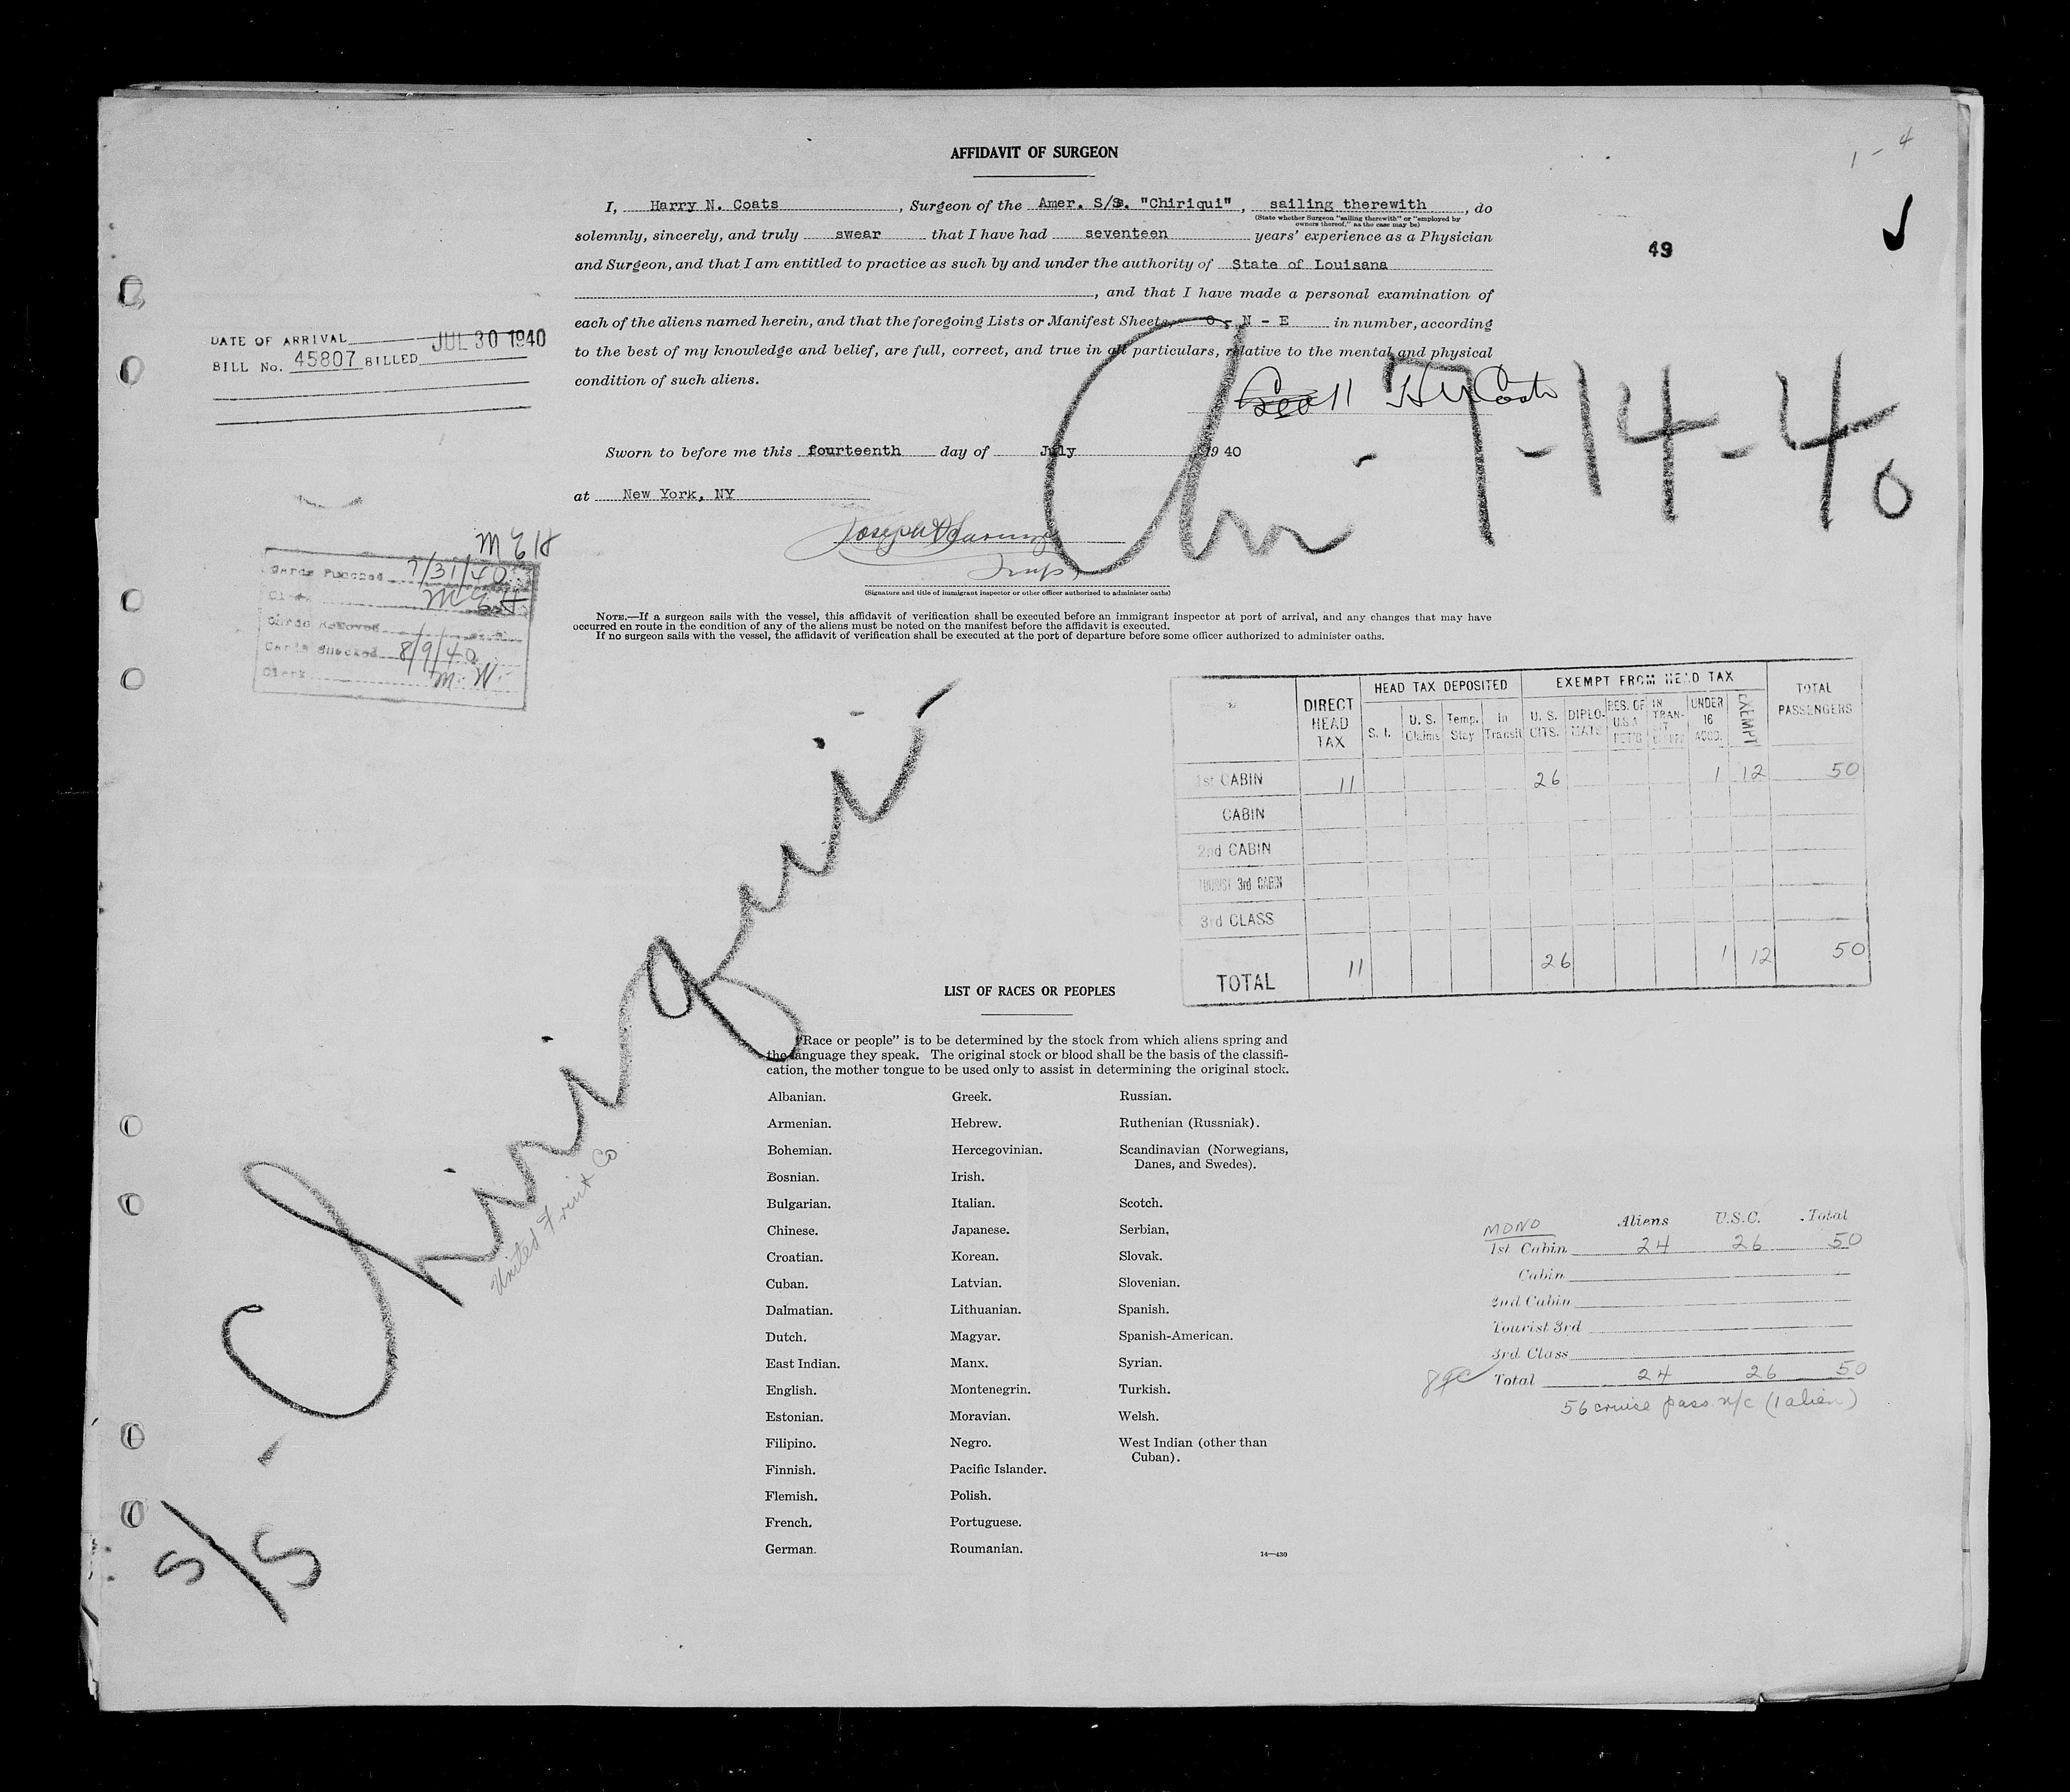 AFFIDAVIT OF SURGEON
1 - 4
I, Harry N. Coats, Surgeon of the Amer. S/S. "Chiriqui", sailing therewith, do
(State whether Surgeon "sailing therewith" or "employed by
owners thereof," as the case may be)
solemnly, sincerely, and truly swear that I have had seventeen years' experience as a Physician
49
and Surgeon, and that I am entitled to practice as such by and under the authority of State of Louisana
, and that I have made a personal examination of
each of the aliens named herein, and that the foregoing Lists or Manifest Sheets O - N - E in number, according
to the best of my knowledge and belief, are full, correct, and true in all particulars, relative to the mental and physical
condition of such aliens.
DATE OF ARRIVAL JUL 30 1940
BILL No. 45807 BILLED
H N Coats
- 7-14-40
Sworn to before me this fourteenth day of July 1940
at New York, NY
Joseph
Insp
(Signature and title of immigrant inspector or other officer authorized to administer oaths)
M E H
Cards Punched 7/31/40
Clerk M E H
Cards Removed
Cards Checked 8/9/40
Clerk M. W.
NOTE.—If a surgeon sails with the vessel, this affidavit of verification shall be executed before an immigrant inspector at port of arrival, and any changes that may have
occurred en route in the condition of any of the aliens must be noted on the manifest before the affidavit is executed.
If no surgeon sails with the vessel, the affidavit of verification shall be executed at the port of departure before some officer authorized to administer oaths.
DIRECT HEAD TAX HEAD TAX DEPOSITED EXEMPT FROM HEAD TAX TOTAL PASSENGERS
S. I. U. S. Claims Temp. Stay In Transit U. S. CITS. DIPLOMATS RES. OF U.S.A. RET'G IN TRANSIT UNDER 16 ACCO. EXEMPT
1st CABIN 11 26 1 12 50
CABIN
2nd CABIN
TOURIST 3rd CABIN
3rd CLASS
TOTAL 11 26 1 12 50
S/S - Chiriqui -
United Fruit Co
LIST OF RACES OR PEOPLES
"Race or people" is to be determined by the stock from which aliens spring and
the language they speak. The original stock or blood shall be the basis of the classifi-
cation, the mother tongue to be used only to assist in determining the original stock.
Albanian.
Armenian.
Bohemian.
Bosnian.
Bulgarian.
Chinese.
Croatian.
Cuban.
Dalmatian.
Dutch.
East Indian.
English.
Estonian.
Filipino.
Finnish.
Flemish.
French.
German.
Greek.
Hebrew.
Hercegovinian.
Irish.
Italian.
Japanese.
Korean.
Latvian.
Lithuanian.
Magyar.
Manx.
Montenegrin.
Moravian.
Negro.
Pacific Islander.
Polish.
Portuguese.
Roumanian.
Russian.
Ruthenian (Russniak).
Scandinavian (Norwegians,
Danes, and Swedes).
Scotch.
Serbian.
Slovak.
Slovenian.
Spanish.
Spanish-American.
Syrian.
Turkish.
Welsh.
West Indian (other than
Cuban).
14—430
MONO Aliens U.S.C. Total
1st Cabin 24 26 50
Cabin
2nd Cabin
Tourist 3rd
3rd Class
Total 24 26 50
56 cruise pass n/c (1 alien)